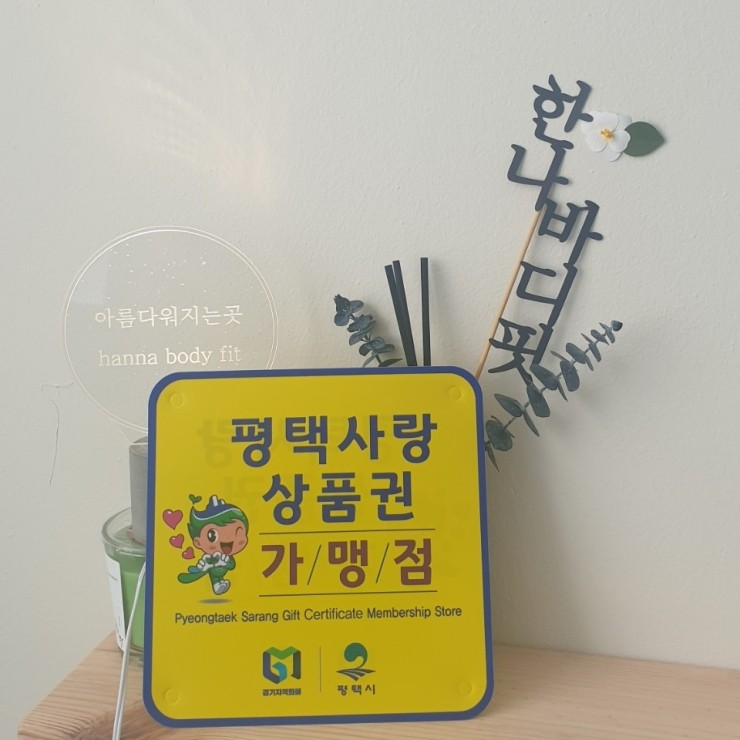 한나바디핏
아름다워지는곳
hanna body fit
평택사랑
상품권
가/맹/점
Pyeongtaek Sarang Gift Certificate Membership Store
경기지역화폐
평택시